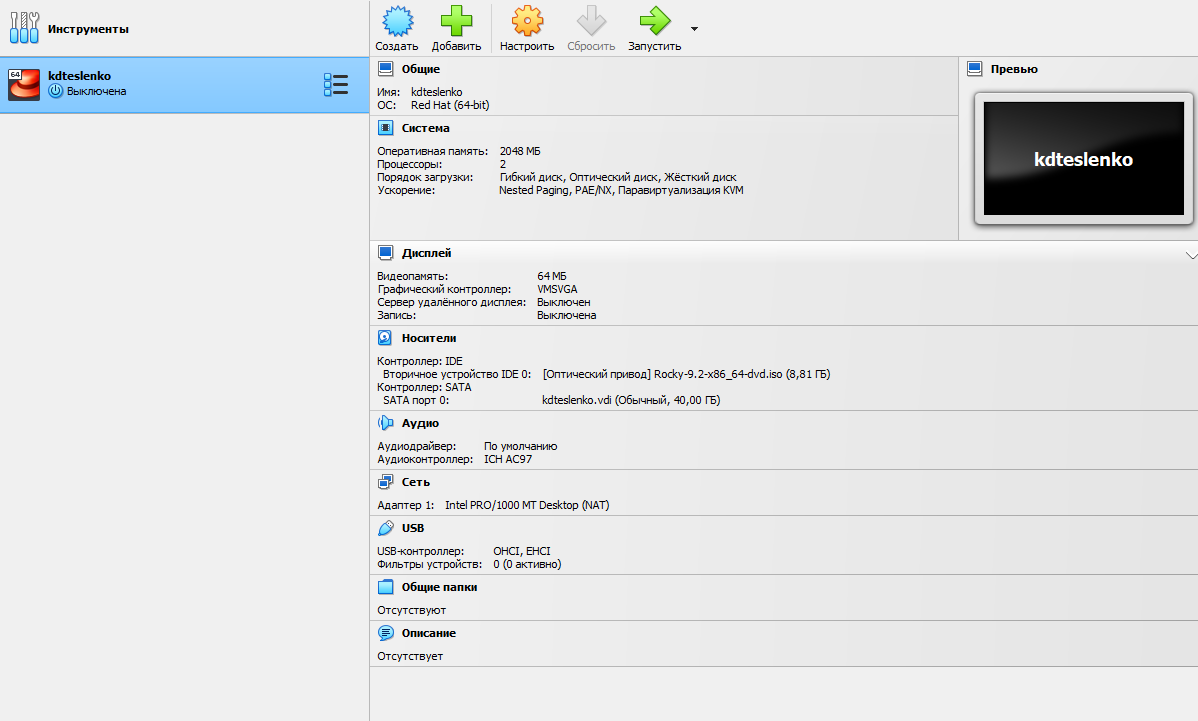 Инструменты
64
kdteslenko
Выключена
Создать Добавить Настроить Сбросить Запустить
Общие
Имя: kdteslenko
ОС: Red Hat (64-bit)
Превью
kdteslenko
Система
Оперативная память: 2048 МБ
Процессоры: 2
Порядок загрузки: Гибкий диск, Оптический диск, Жёсткий диск
Ускорение: Nested Paging, PAE/NX, Паравиртуализация KVM
Дисплей
Видеопамять: 64 МБ
Графический контроллер: VMSVGA
Сервер удалённого дисплея: Выключен
Запись: Выключена
Носители
Контроллер: IDE
Вторичное устройство IDE 0: [Оптический привод] Rocky-9.2-x86_64-dvd.iso (8,81 ГБ)
Контроллер: SATA
SATA порт 0: kdteslenko.vdi (Обычный, 40,00 ГБ)
Аудио
Аудиодрайвер: По умолчанию
Аудиоконтроллер: ICH AC97
Сеть
Адаптер 1: Intel PRO/1000 MT Desktop (NAT)
USB
USB-контроллер: OHCI, EHCI
Фильтры устройств: 0 (0 активно)
Общие папки
Отсутствуют
Описание
Отсутствует